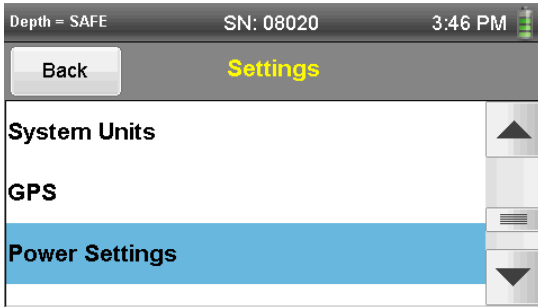 Depth = SAFE SN: 08020 3:46 PM
Back Settings
System Units
GPS
Power Settings